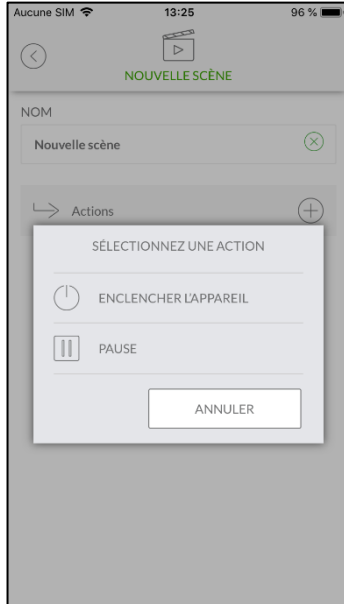 Aucune SIM 13:25 96 %
NOUVELLE SCÈNE
NOM
Nouvelle scène
Actions
SÉLECTIONNEZ UNE ACTION
ENCLENCHER L'APPAREIL
PAUSE
ANNULER